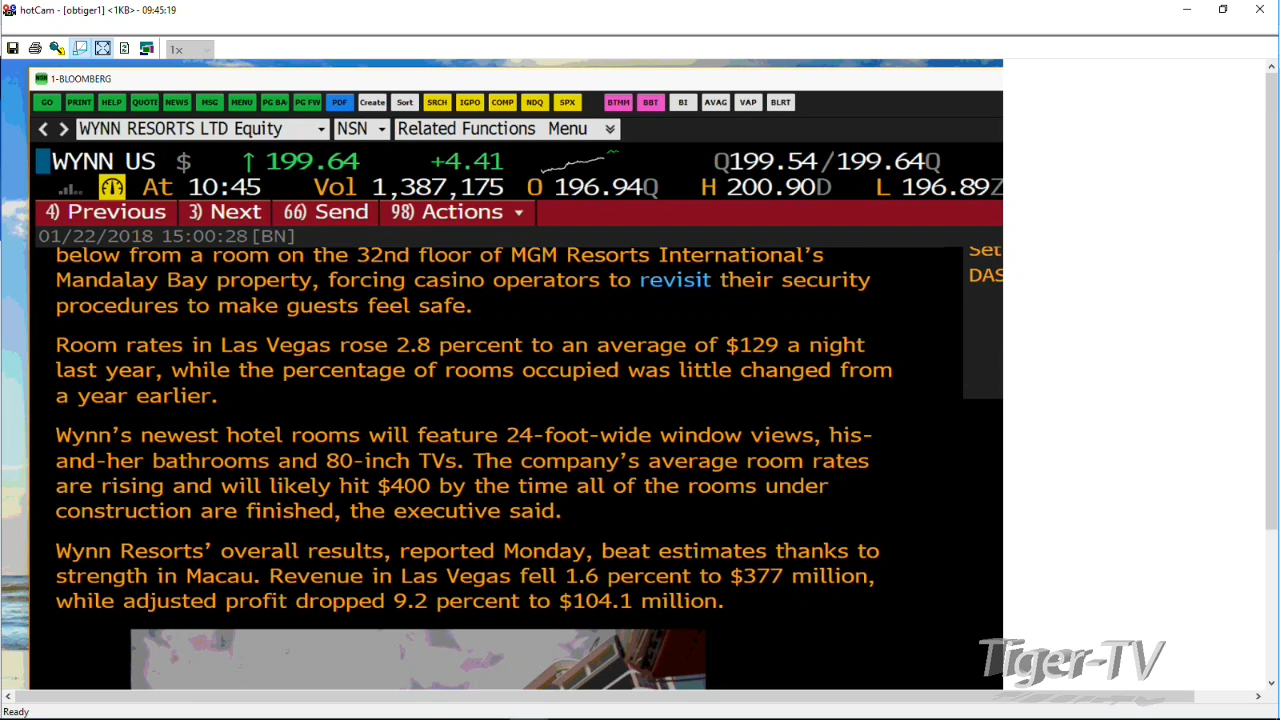 hotCam - [obtiger1] <1KB> - 09:45:19
1x
1-BLOOMBERG
GO PRINT HELP QUOTE NEWS MSG MENU PG BA PG FW PDF Create Sort SRCH IGPO COMP NDQ SPX BTMM BBT BI AVAG VAP BLRT
WYNN RESORTS LTD Equity NSN Related Functions Menu
WYNN US $ ↑ 199.64 +4.41 Q199.54/199.64Q
At 10:45 Vol 1,387,175 O 196.94Q H 200.90D L 196.89Z
4) Previous 3) Next 66) Send 98) Actions
01/22/2018 15:00:28 [BN]
below from a room on the 32nd floor of MGM Resorts International's
Set
Mandalay Bay property, forcing casino operators to revisit their security
DAS
procedures to make guests feel safe.
Room rates in Las Vegas rose 2.8 percent to an average of $129 a night
last year, while the percentage of rooms occupied was little changed from
a year earlier.
Wynn's newest hotel rooms will feature 24-foot-wide window views, his-
and-her bathrooms and 80-inch TVs. The company's average room rates
are rising and will likely hit $400 by the time all of the rooms under
construction are finished, the executive said.
Wynn Resorts' overall results, reported Monday, beat estimates thanks to
strength in Macau. Revenue in Las Vegas fell 1.6 percent to $377 million,
while adjusted profit dropped 9.2 percent to $104.1 million.
Tiger-TV
Ready